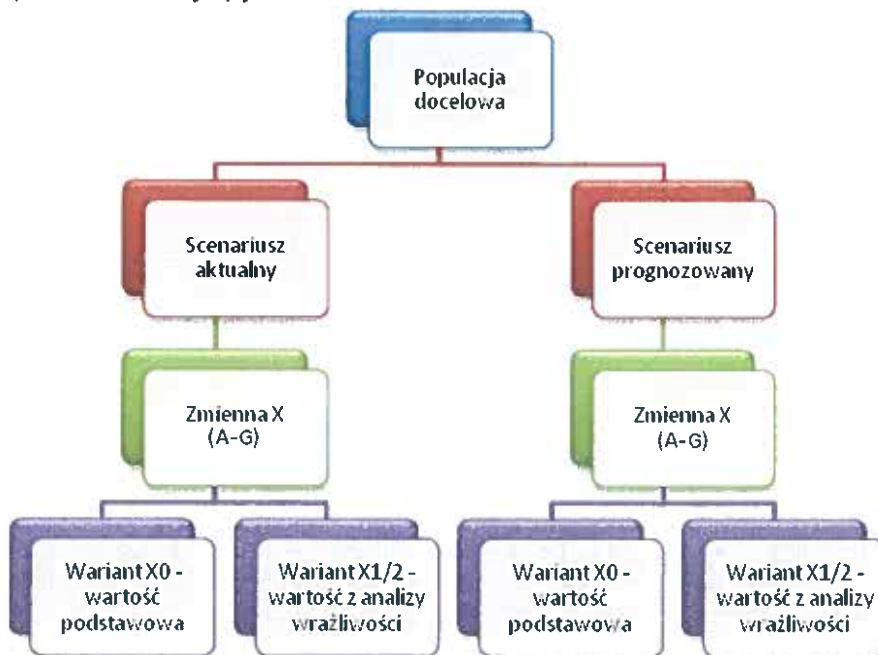 Populacja
docelowa
Scenariusz
aktualny
Scenariusz
prognozowany
Zmienna X
(A-G)
Zmienna X
(A-G)
Wariant X0 -
wartość
podstawowa
Wariant X1/2 -
wartość z analizy
wrażliwości
Wariant X0 -
wartość
podstawowa
Wariant X1/2 -
wartość z analizy
wrażliwości